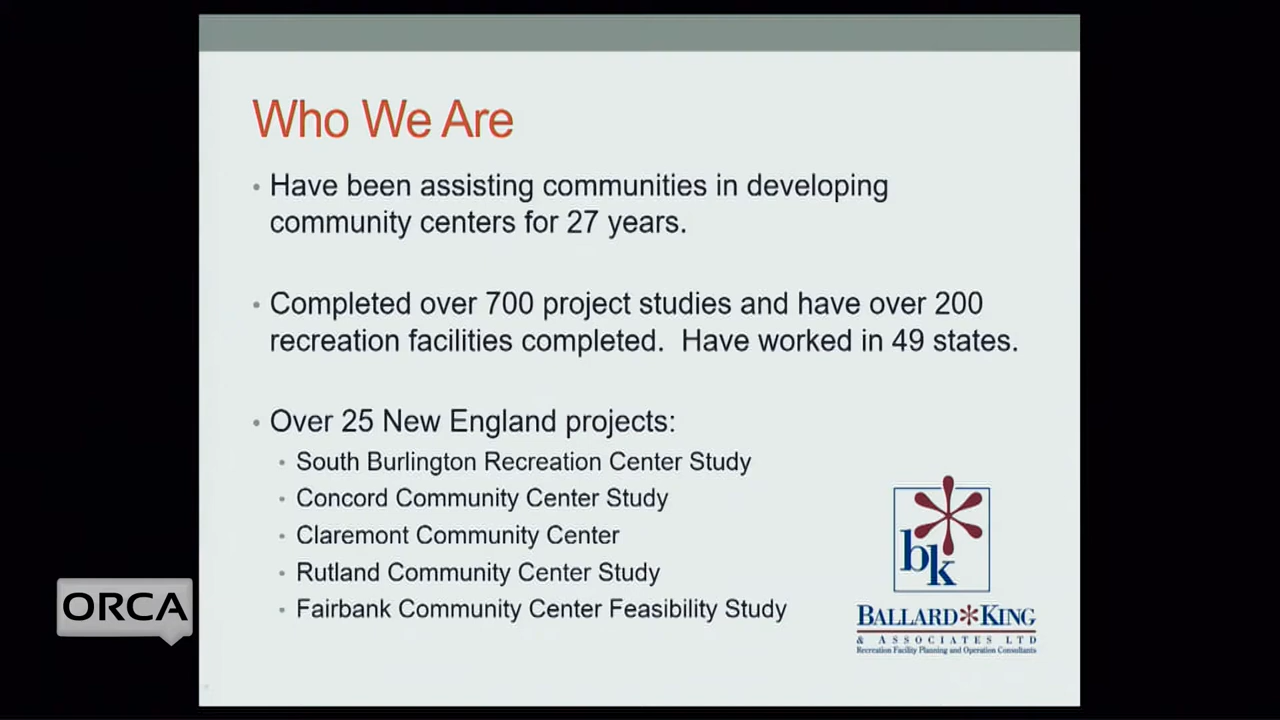 Who We Are
• Have been assisting communities in developing
community centers for 27 years.
• Completed over 700 project studies and have over 200
recreation facilities completed.  Have worked in 49 states.
• Over 25 New England projects:
• South Burlington Recreation Center Study
• Concord Community Center Study
• Claremont Community Center
• Rutland Community Center Study
• Fairbank Community Center Feasibility Study
bk
BALLARD*KING
& ASSOCIATES LTD
Recreation Facility Planning and Operation Consultants
ORCA